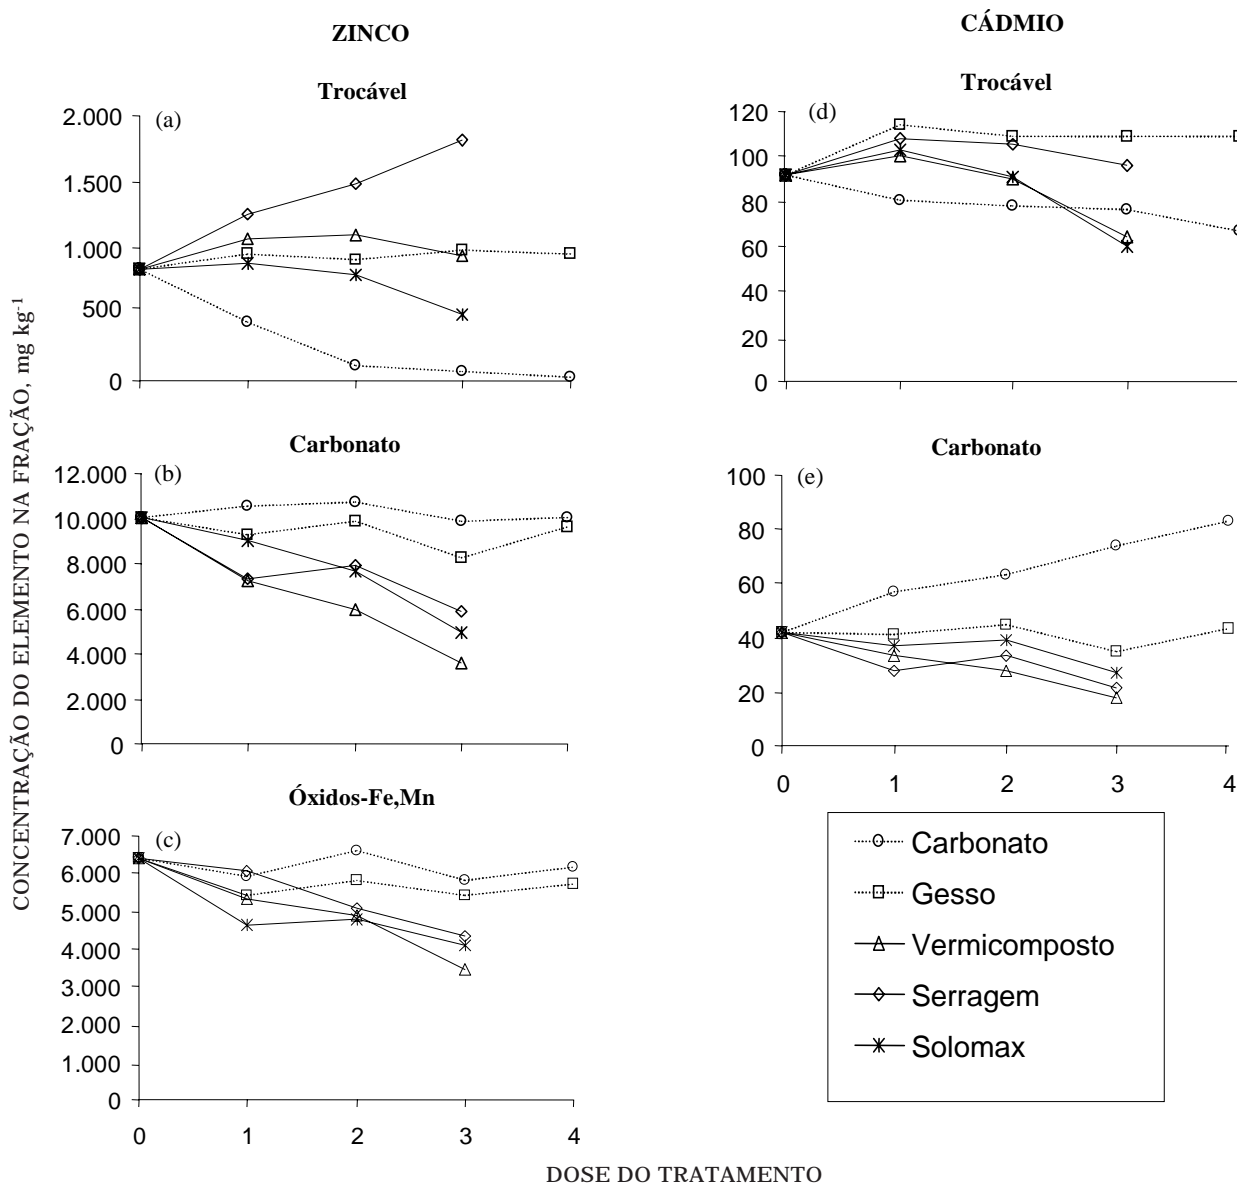 ZINCO
Trocável
(a)
2.000
1.500
1.000
500
0
Carbonato
(b)
12.000
10.000
8.000
6.000
4.000
2.000
0
Óxidos-Fe,Mn
(c)
7.000
6.000
5.000
4.000
3.000
2.000
1.000
0
0 1 2 3 4
CÁDMIO
Trocável
(d)
120
100
80
60
40
20
0
Carbonato
(e)
100
80
60
40
20
0
0 1 2 3 4
Carbonato
Gesso
Vermicomposto
Serragem
Solomax
CONCENTRAÇÃO DO ELEMENTO NA FRAÇÃO, mg kg⁻¹
DOSE DO TRATAMENTO